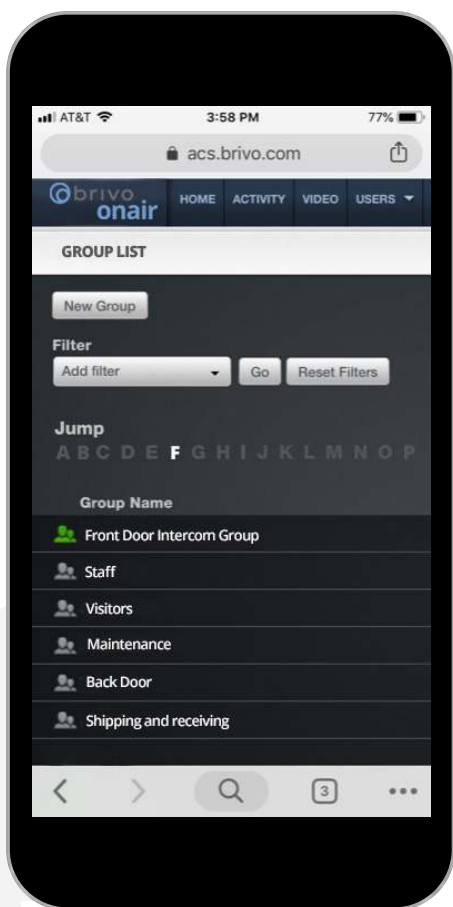 AT&T 3:58 PM 77%
acs.brivo.com
brivo
onair
HOME ACTIVITY VIDEO USERS
GROUP LIST
New Group
Filter
Add filter Go Reset Filters
Jump
A B C D E F G H I J K L M N O P
Group Name
Front Door Intercom Group
Staff
Visitors
Maintenance
Back Door
Shipping and receiving
3